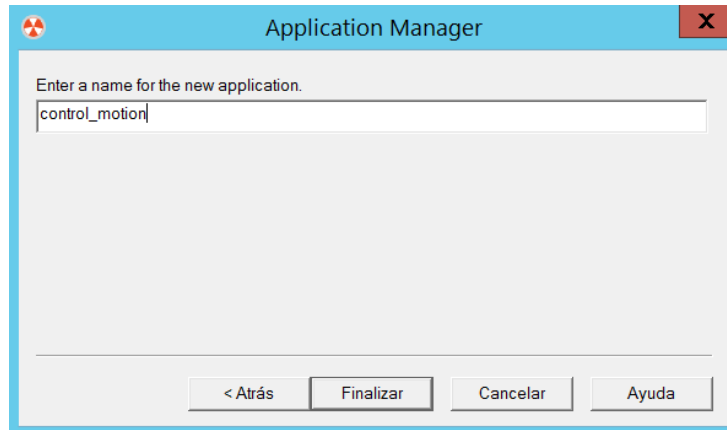 Application Manager
X
Enter a name for the new application.
control_motion
< Atrás
Finalizar
Cancelar
Ayuda